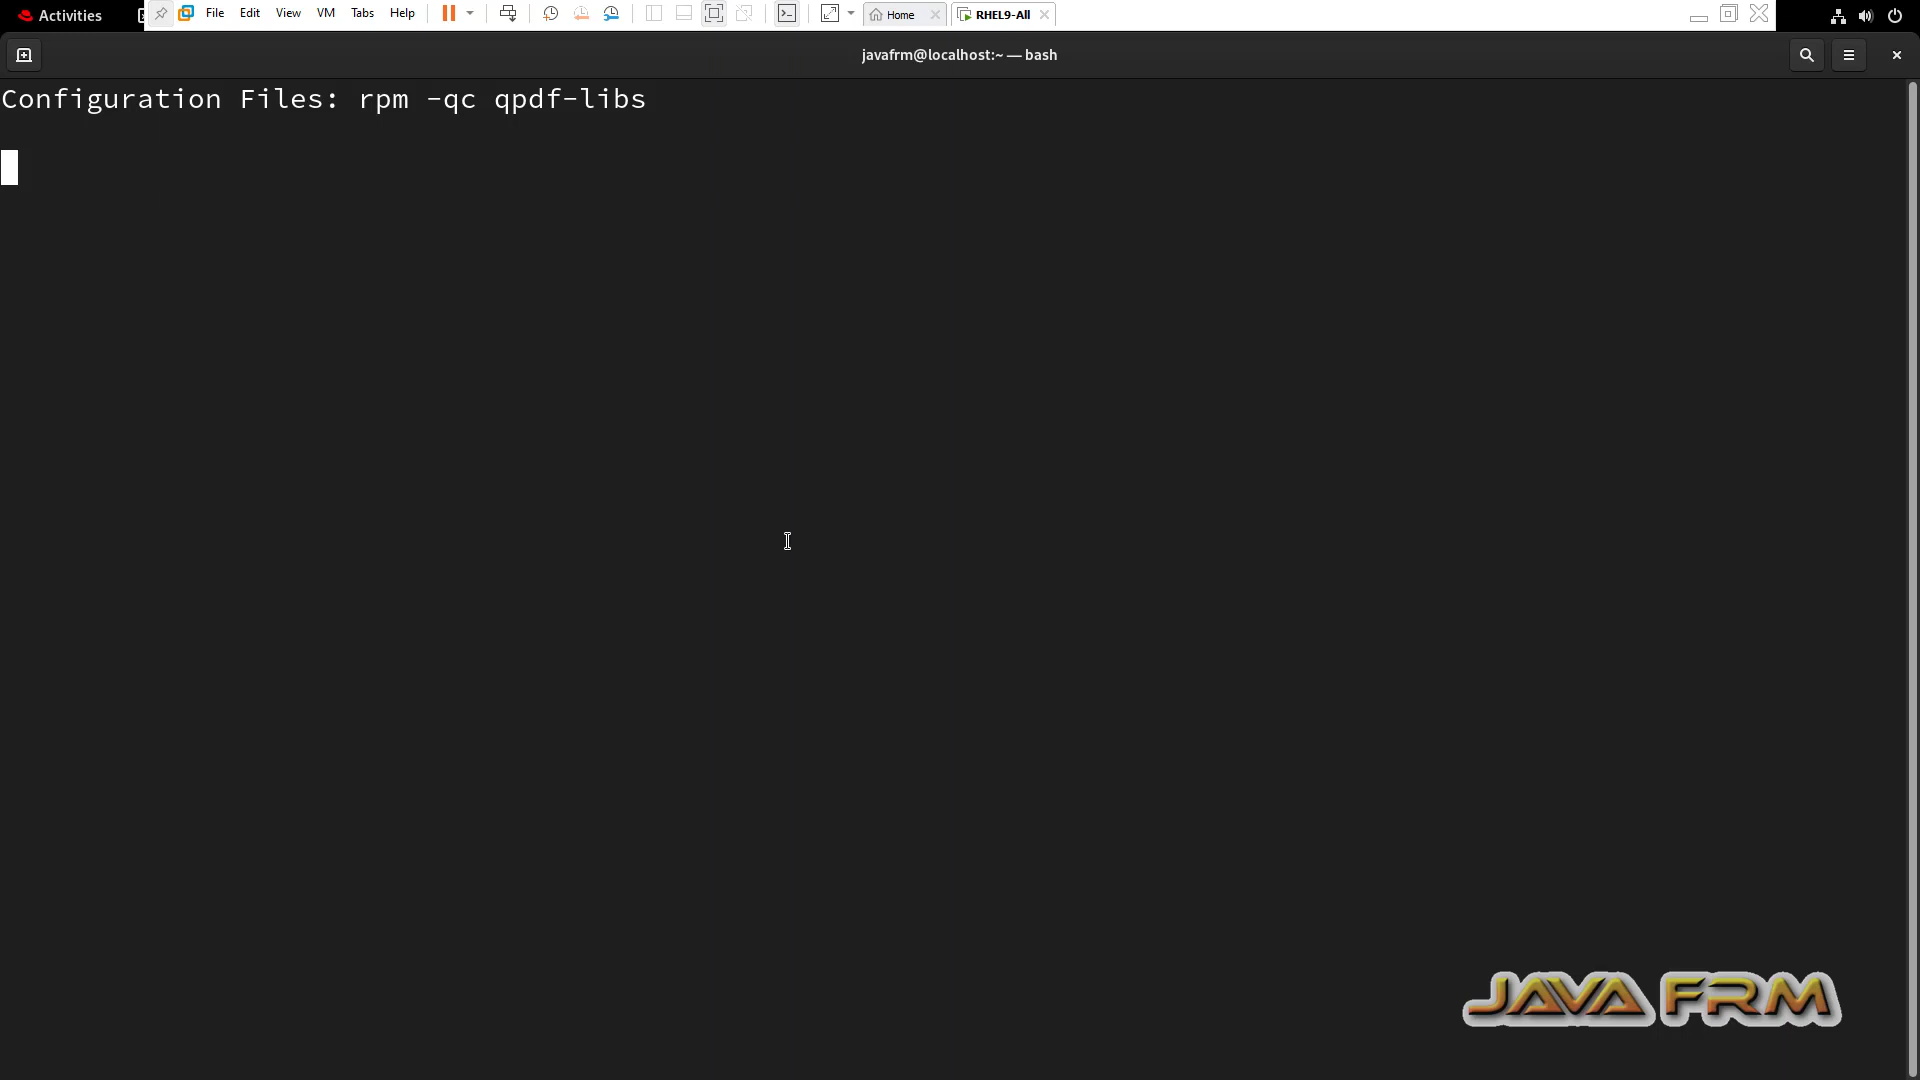 Activities
File Edit View VM Tabs Help
Home
RHEL9-All
javafrm@localhost:~ — bash
Configuration Files: rpm -qc qpdf-libs
JAVA FRM